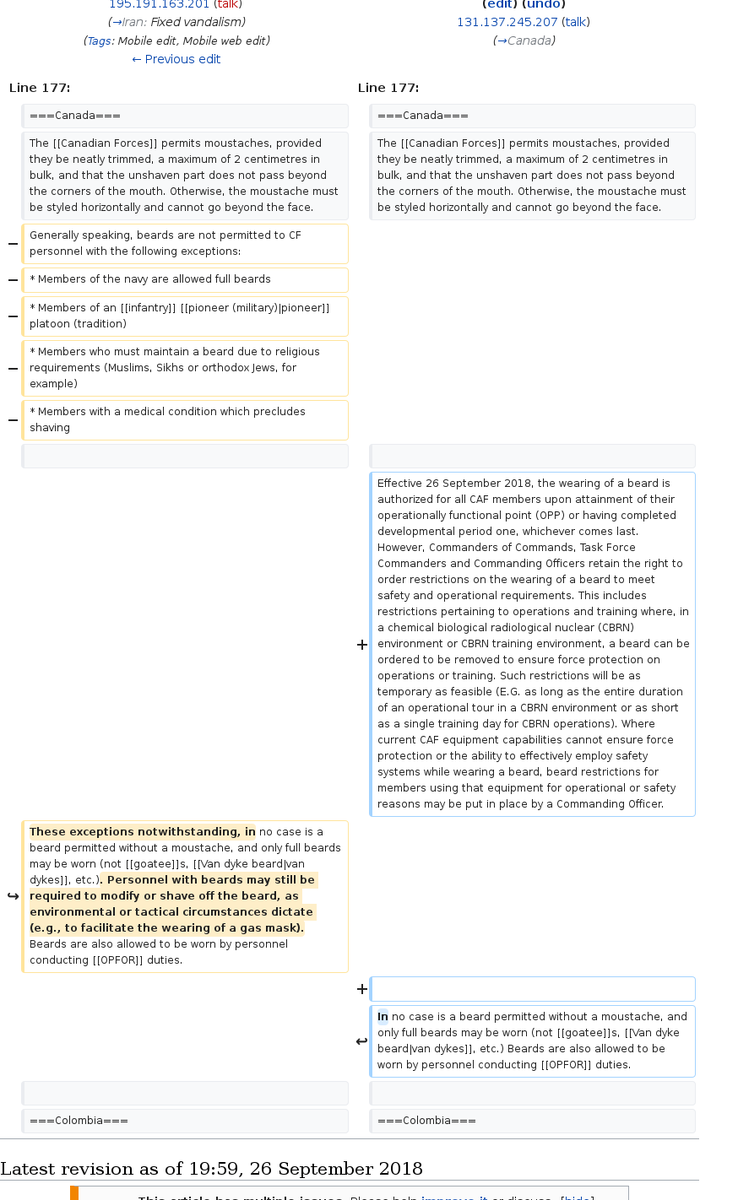 195.191.163.201 (talk)
(→Iran: Fixed vandalism)
(Tags: Mobile edit, Mobile web edit)
← Previous edit
(edit) (undo)
131.137.245.207 (talk)
(→Canada)
Line 177:
Line 177:
===Canada===
===Canada===
The [[Canadian Forces]] permits moustaches, provided
they be neatly trimmed, a maximum of 2 centimetres in
bulk, and that the unshaven part does not pass beyond
the corners of the mouth. Otherwise, the moustache must
be styled horizontally and cannot go beyond the face.
The [[Canadian Forces]] permits moustaches, provided
they be neatly trimmed, a maximum of 2 centimetres in
bulk, and that the unshaven part does not pass beyond
the corners of the mouth. Otherwise, the moustache must
be styled horizontally and cannot go beyond the face.
− Generally speaking, beards are not permitted to CF
personnel with the following exceptions:
− * Members of the navy are allowed full beards
− * Members of an [[infantry]] [[pioneer (military)|pioneer]]
platoon (tradition)
− * Members who must maintain a beard due to religious
requirements (Muslims, Sikhs or orthodox Jews, for
example)
− * Members with a medical condition which precludes
shaving
Effective 26 September 2018, the wearing of a beard is
authorized for all CAF members upon attainment of their
operationally functional point (OPP) or having completed
developmental period one, whichever comes last.
However, Commanders of Commands, Task Force
Commanders and Commanding Officers retain the right to
order restrictions on the wearing of a beard to meet
safety and operational requirements. This includes
restrictions pertaining to operations and training where, in
a chemical biological radiological nuclear (CBRN)
+ environment or CBRN training environment, a beard can be
ordered to be removed to ensure force protection on
operations or training. Such restrictions will be as
temporary as feasible (E.G. as long as the entire duration
of an operational tour in a CBRN environment or as short
as a single training day for CBRN operations). Where
current CAF equipment capabilities cannot ensure force
protection or the ability to effectively employ safety
systems while wearing a beard, beard restrictions for
members using that equipment for operational or safety
reasons may be put in place by a Commanding Officer.
These exceptions notwithstanding, in no case is a
beard permitted without a moustache, and only full beards
may be worn (not [[goatee]]s, [[Van dyke beard|van
dykes]], etc.). Personnel with beards may still be
↪ required to modify or shave off the beard, as
environmental or tactical circumstances dictate
(e.g., to facilitate the wearing of a gas mask).
Beards are also allowed to be worn by personnel
conducting [[OPFOR]] duties.
+
In no case is a beard permitted without a moustache, and
only full beards may be worn (not [[goatee]]s, [[Van dyke
↩ beard|van dykes]], etc.) Beards are also allowed to be
worn by personnel conducting [[OPFOR]] duties.
===Colombia===
===Colombia===
Latest revision as of 19:59, 26 September 2018
This article has multiple issues. Please help improve it or discuss [hide]